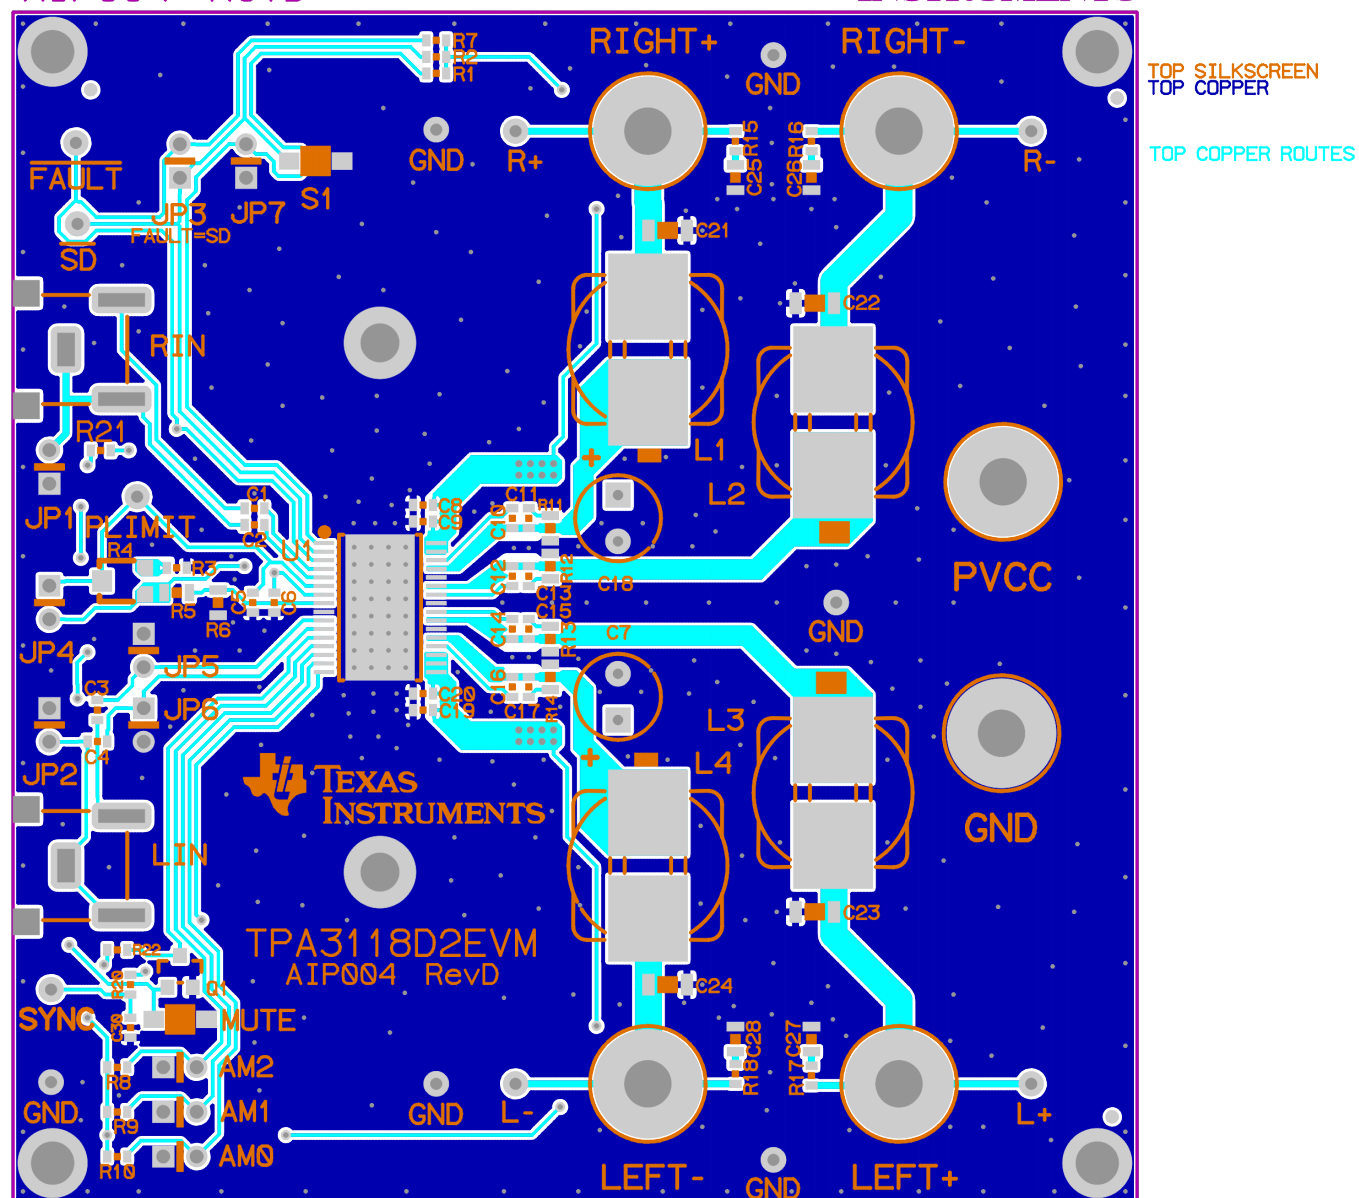 RIGHT+
RIGHT-
R7
R2
R1
GND
TOP SILKSCREEN
TOP COPPER
TOP COPPER ROUTES
GND
R+
R15
R16
R-
FAULT
S1
C25
C26
JP3
JP7
FAULT=SD
SD
C21
C22
RIN
R21
L1
L2
JP1
PLIMIT
C1
C2
C8
C9
C11
C10
R11
U1
R4
R3
R5
R6
C5
C6
C12
R12
C13
C18
PVCC
C15
C14
R13
C7
GND
JP4
JP5
C3
JP6
C4
JP2
C20
C19
C16
C17
R14
L3
L4
TEXAS
INSTRUMENTS
GND
LIN
TPA3118D2EVM
AIP004 RevD
C23
R22
R20
Q1
C24
SYNC
C30
MUTE
C28
C27
AM2
R8
R18
R17
GND
AM1
R9
GND
L-
L+
AM0
R10
LEFT-
LEFT+
GND